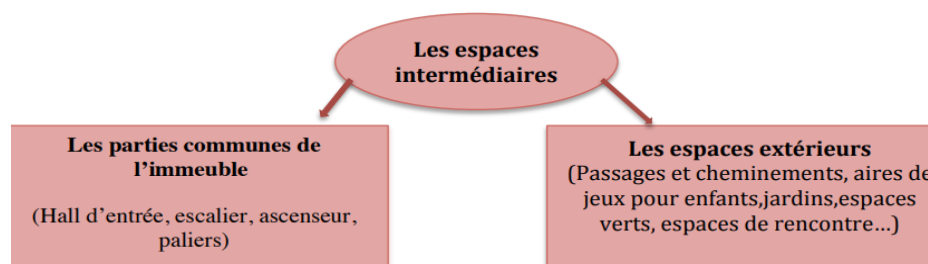 Les espaces
intermédiaires
Les parties communes de
l’immeuble
(Hall d’entrée, escalier, ascenseur,
paliers)
Les espaces extérieurs
(Passages et cheminements, aires de
jeux pour enfants,jardins,espaces
verts, espaces de rencontre…)